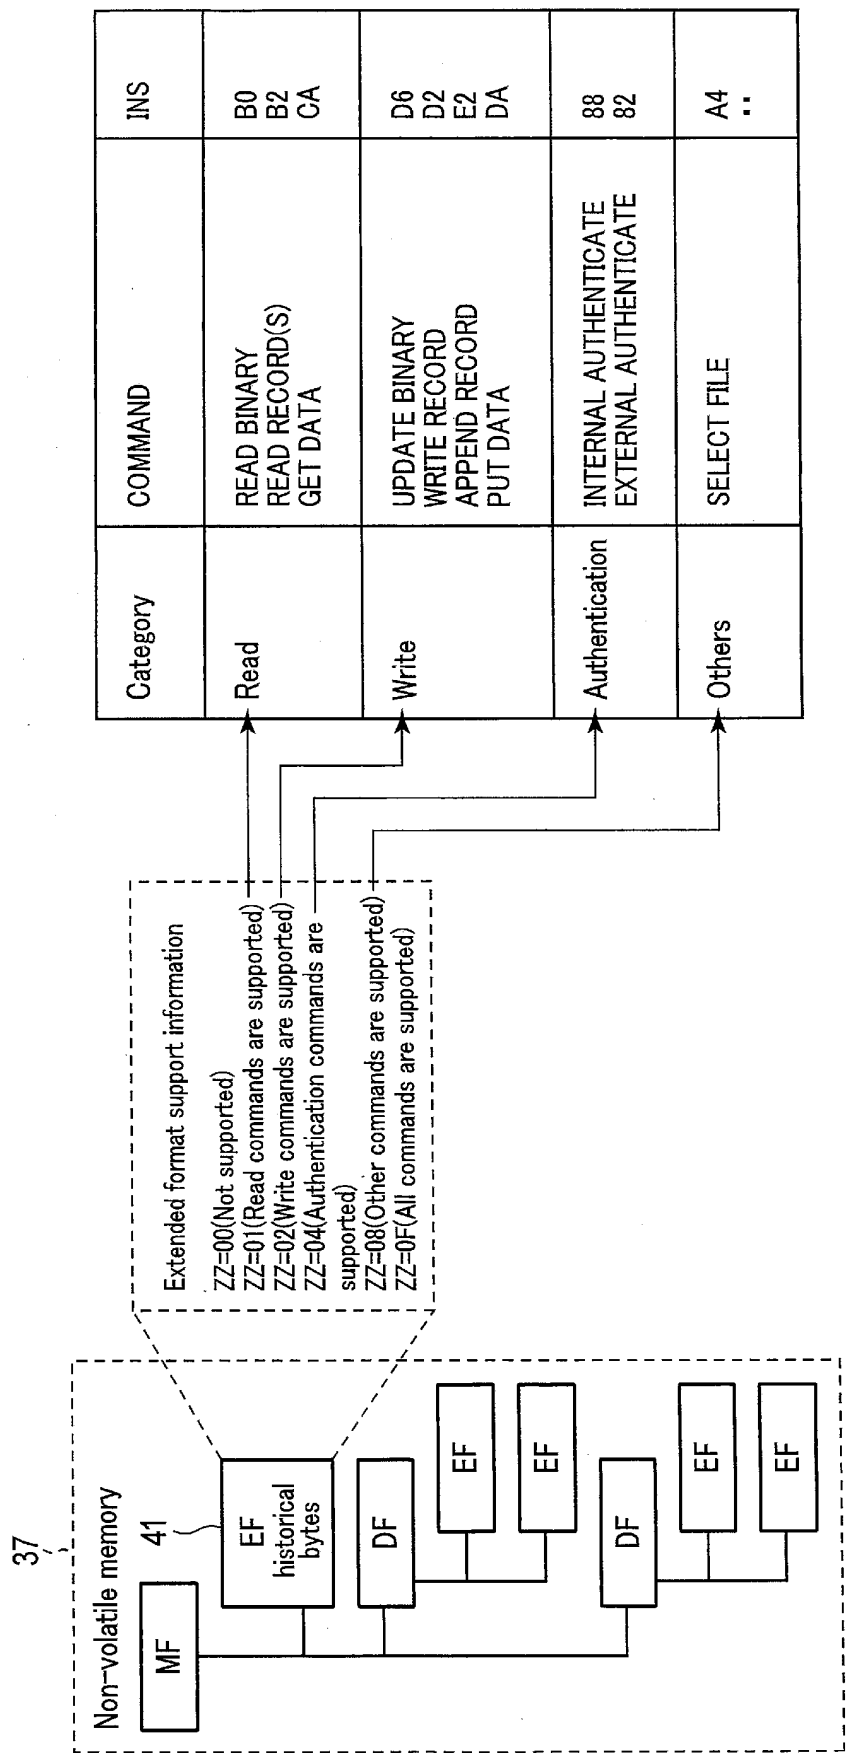 37
Non-volatile memory
MF
41
EF
historical
bytes
DF
EF
EF
DF
EF
EF
Extended format support information
ZZ=00(Not supported)
ZZ=01(Read commands are supported)
ZZ=02(Write commands are supported)
ZZ=04(Authentication commands are
supported)
ZZ=08(Other commands are supported)
ZZ=0F(All commands are supported)
Category COMMAND INS
Read READ BINARY B0
READ RECORD(S) B2
GET DATA CA
Write UPDATE BINARY D6
WRITE RECORD D2
APPEND RECORD E2
PUT DATA DA
Authentication INTERNAL AUTHENTICATE 88
EXTERNAL AUTHENTICATE 82
Others SELECT FILE A4
..